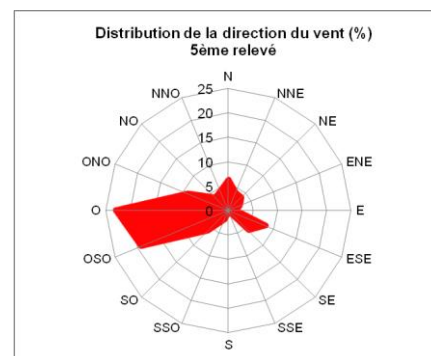 Distribution de la direction du vent (%)
5ème relevé
N
NNO
NNE
25
NO
20
NE
15
ONO
10
ENE
5
O
0
E
OSO
ESE
SO
SE
SSO
SSE
S